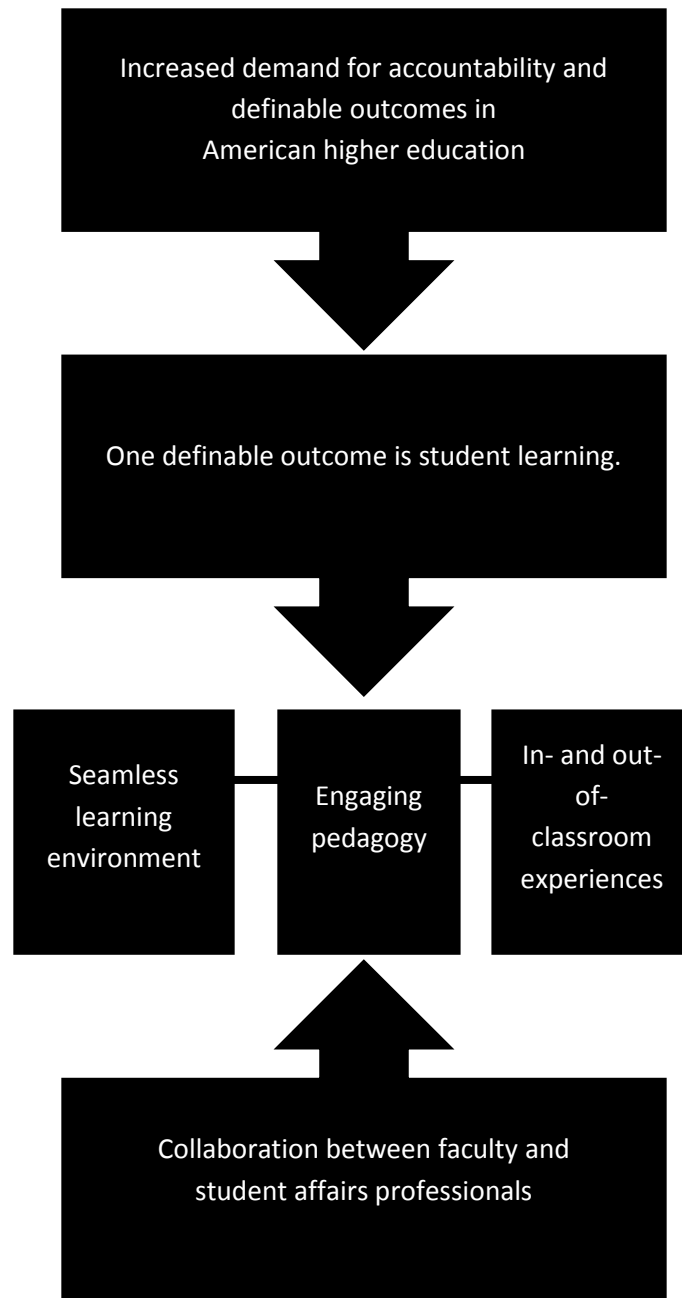 Increased demand for accountability and
definable outcomes in
American higher education
One definable outcome is student learning.
Seamless
learning
environment
Engaging
pedagogy
In- and out-
of-
classroom
experiences
Collaboration between faculty and
student affairs professionals